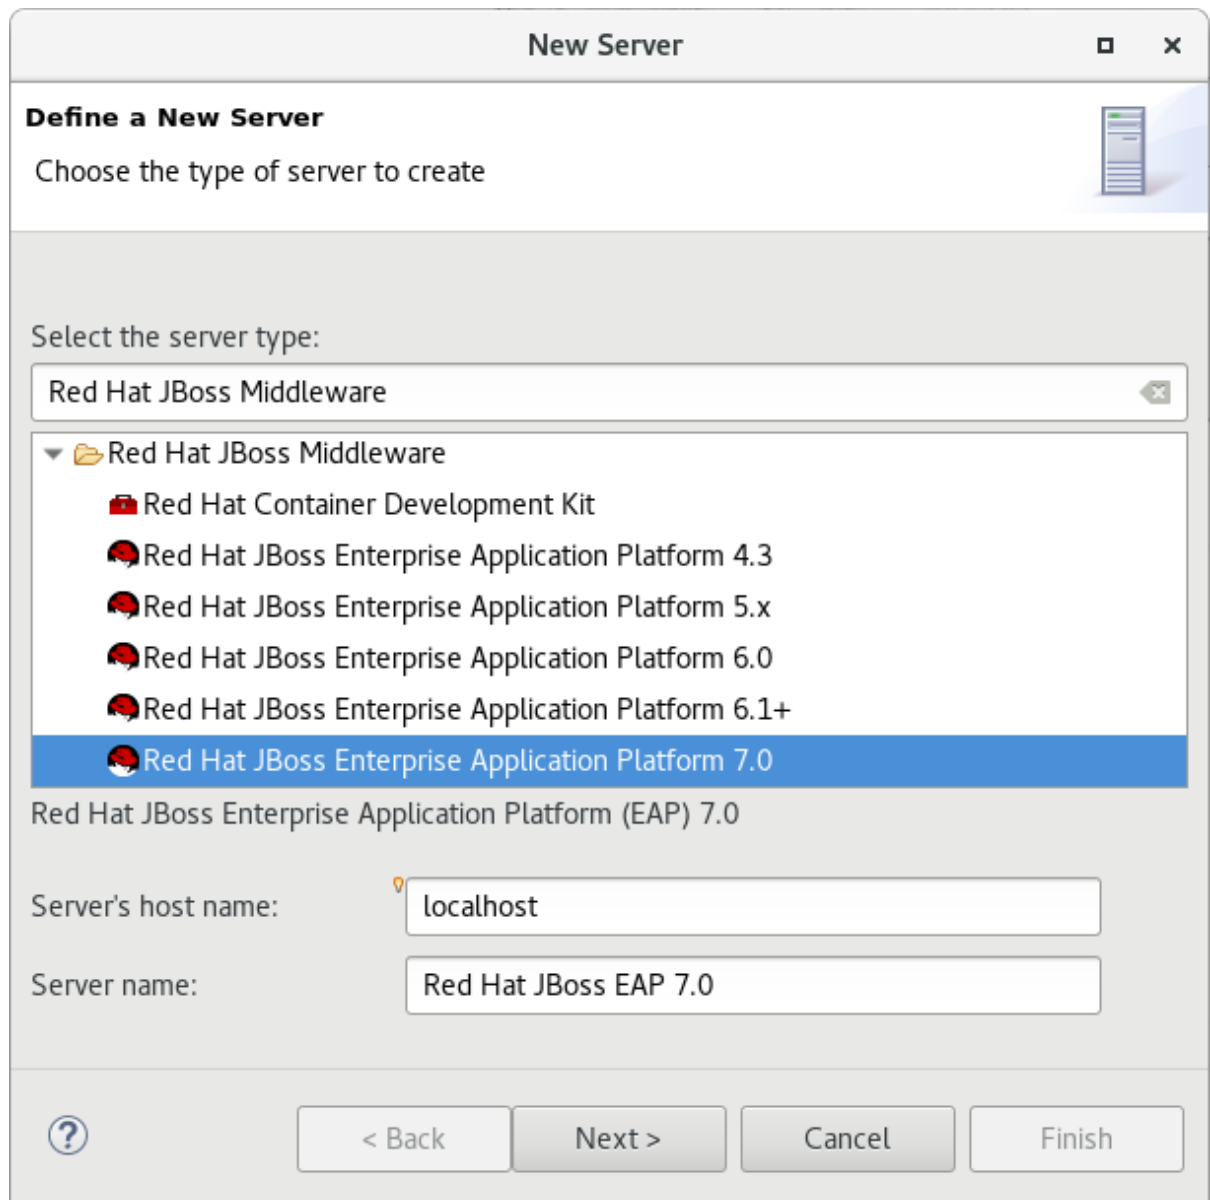 New Server
Define a New Server
Choose the type of server to create
Select the server type:
Red Hat JBoss Middleware
Red Hat JBoss Middleware
Red Hat Container Development Kit
Red Hat JBoss Enterprise Application Platform 4.3
Red Hat JBoss Enterprise Application Platform 5.x
Red Hat JBoss Enterprise Application Platform 6.0
Red Hat JBoss Enterprise Application Platform 6.1+
Red Hat JBoss Enterprise Application Platform 7.0
Red Hat JBoss Enterprise Application Platform (EAP) 7.0
Server's host name: localhost
Server name: Red Hat JBoss EAP 7.0
? < Back Next > Cancel Finish